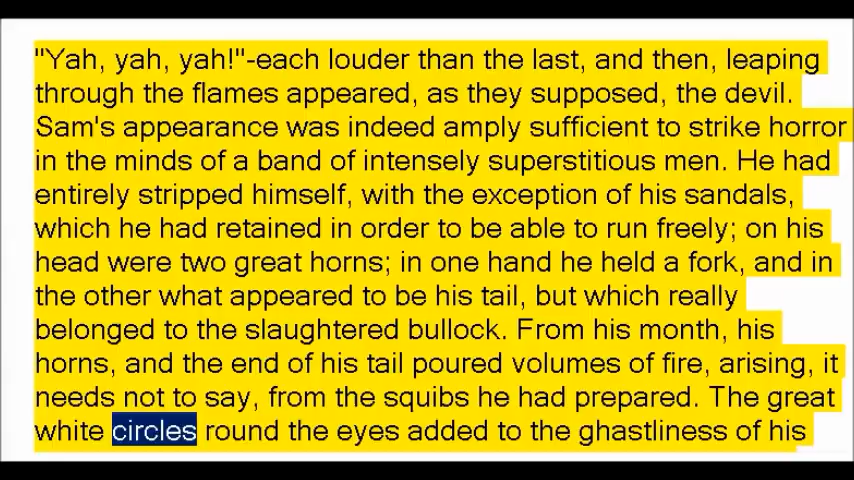 "Yah, yah, yah!"-each louder than the last, and then, leaping
through the flames appeared, as they supposed, the devil.
Sam's appearance was indeed amply sufficient to strike horror
in the minds of a band of intensely superstitious men. He had
entirely stripped himself, with the exception of his sandals,
which he had retained in order to be able to run freely; on his
head were two great horns; in one hand he held a fork, and in
the other what appeared to be his tail, but which really
belonged to the slaughtered bullock. From his month, his
horns, and the end of his tail poured volumes of fire, arising, it
needs not to say, from the squibs he had prepared. The great
white circles round the eyes added to the ghastliness of his